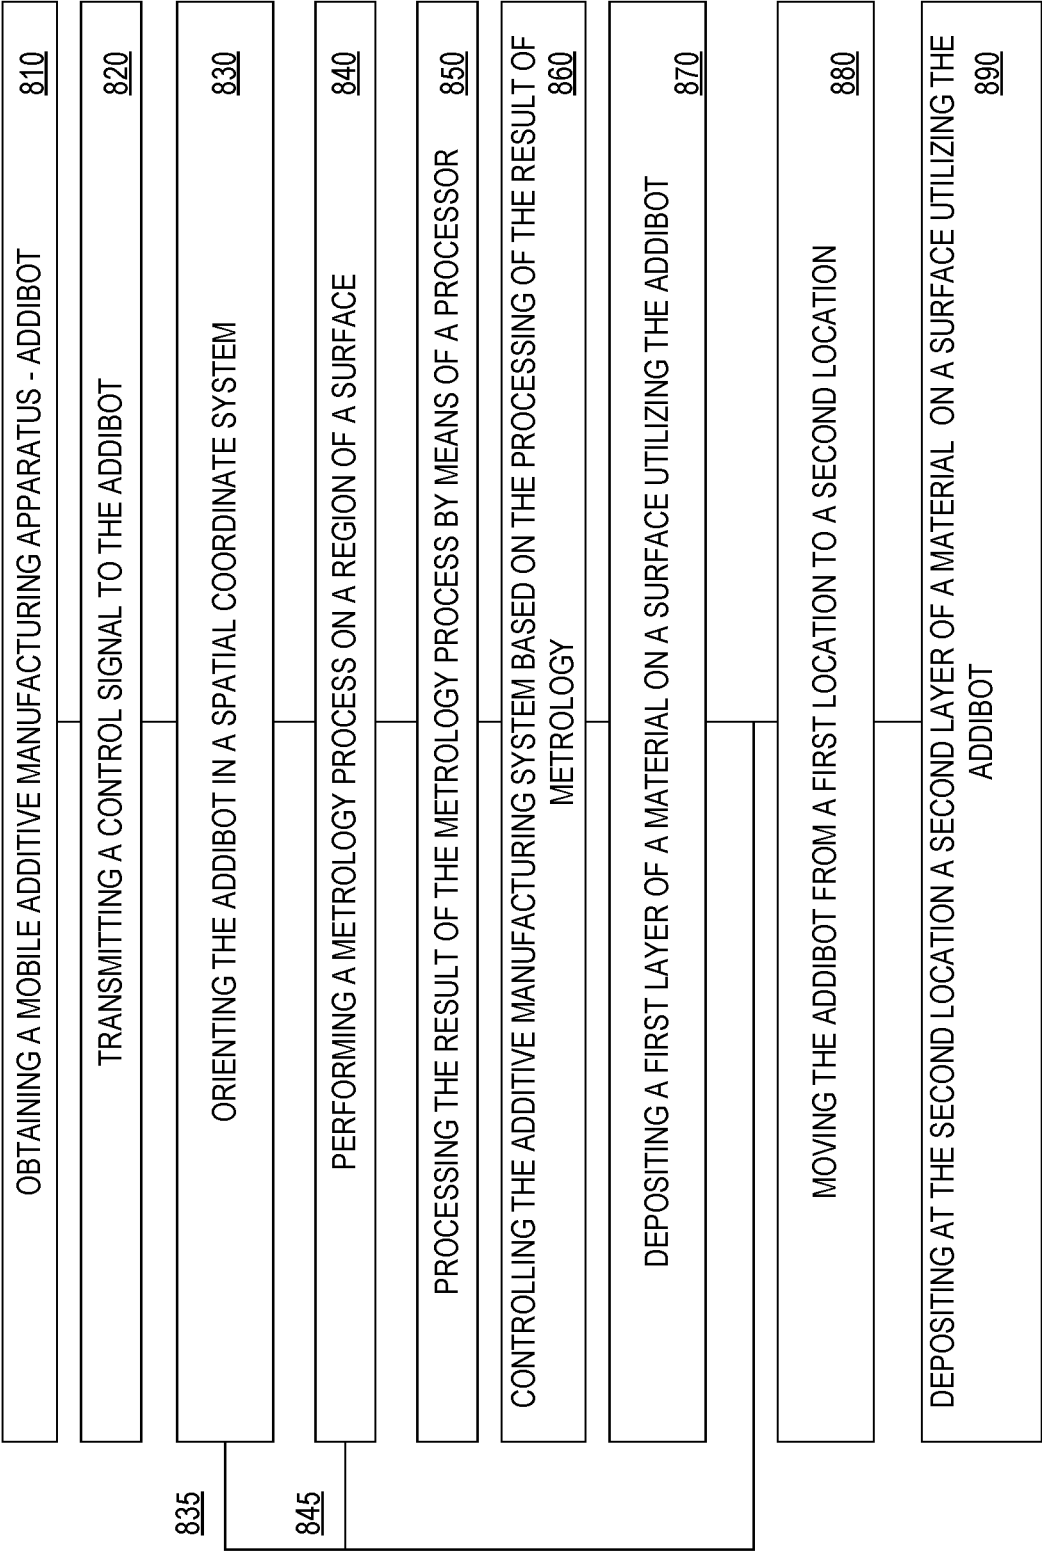 OBTAINING A MOBILE ADDITIVE MANUFACTURING APPARATUS - ADDIBOT
810
TRANSMITTING A CONTROL SIGNAL TO THE ADDIBOT
820
ORIENTING THE ADDIBOT IN A SPATIAL COORDINATE SYSTEM
830
835
PERFORMING A METROLOGY PROCESS ON A REGION OF A SURFACE
840
845
PROCESSING THE RESULT OF THE METROLOGY PROCESS BY MEANS OF A PROCESSOR
850
CONTROLLING THE ADDITIVE MANUFACTURING SYSTEM BASED ON THE PROCESSING OF THE RESULT OF
METROLOGY
860
DEPOSITING A FIRST LAYER OF A MATERIAL ON A SURFACE UTILIZING THE ADDIBOT
870
MOVING THE ADDIBOT FROM A FIRST LOCATION TO A SECOND LOCATION
880
DEPOSITING AT THE SECOND LOCATION A SECOND LAYER OF A MATERIAL ON A SURFACE UTILIZING THE
ADDIBOT
890